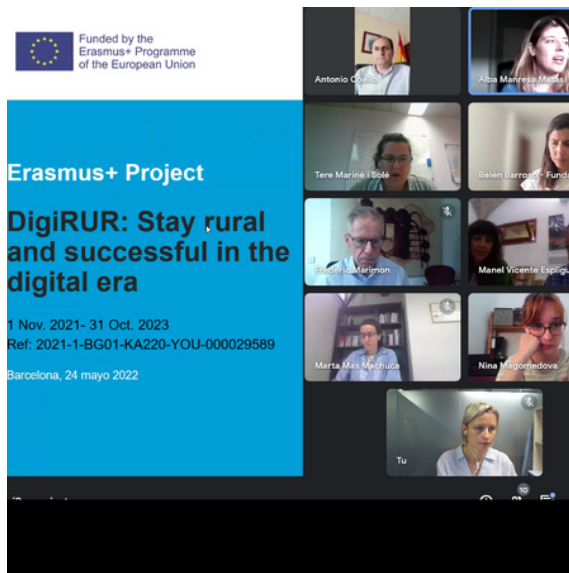 Funded by the
Erasmus+ Programme
of the European Union
Erasmus+ Project
DigiRUR: Stay rural
and successful in the
digital era
1 Nov. 2021- 31 Oct. 2023
Ref: 2021-1-BG01-KA220-YOU-000029589
Barcelona, 24 mayo 2022
Antonio Coello
Alba Manresa Matas
Tere Mariné i Solé
Belén Barroso - Funda
Frederic Marimon
Manel Vicente Espligu
Marta Mas Machuca
Nina Magomedova
Tu
10